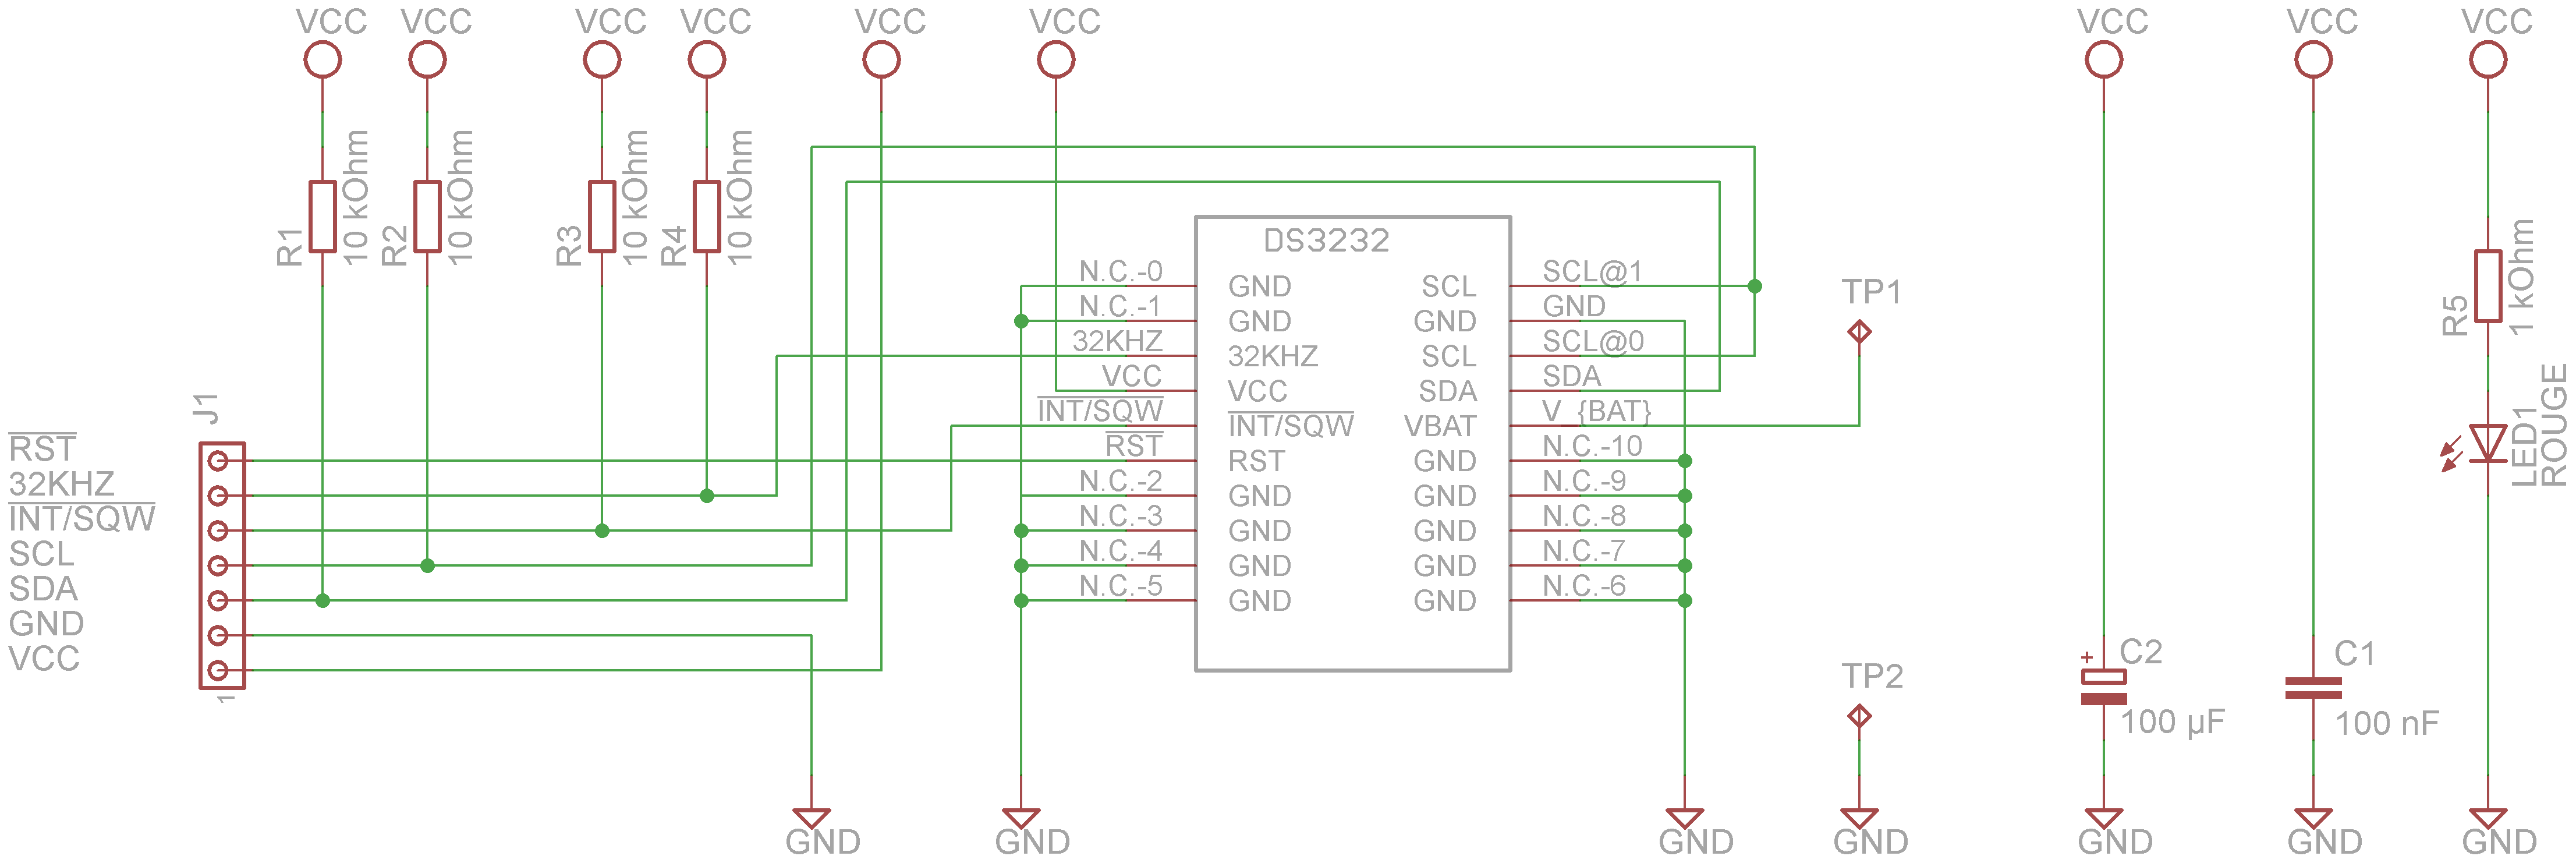 VCC VCC VCC VCC VCC VCC VCC VCC VCC
R1 10 kOhm
R2 10 kOhm
R3 10 kOhm
R4 10 kOhm
R5 1 kOhm
LED1 ROUGE
J1
RST
32KHZ
INT/SQW
SCL
SDA
GND
VCC
1
DS3232
N.C.-0 GND SCL SCL@1
N.C.-1 GND GND GND
32KHZ 32KHZ SCL SCL@0
VCC VCC SDA SDA
INT/SQW INT/SQW VBAT V_{BAT}
RST RST GND N.C.-10
N.C.-2 GND GND N.C.-9
N.C.-3 GND GND N.C.-8
N.C.-4 GND GND N.C.-7
N.C.-5 GND GND N.C.-6
TP1
TP2
+ C2
100 µF
C1
100 nF
GND GND GND GND GND GND GND